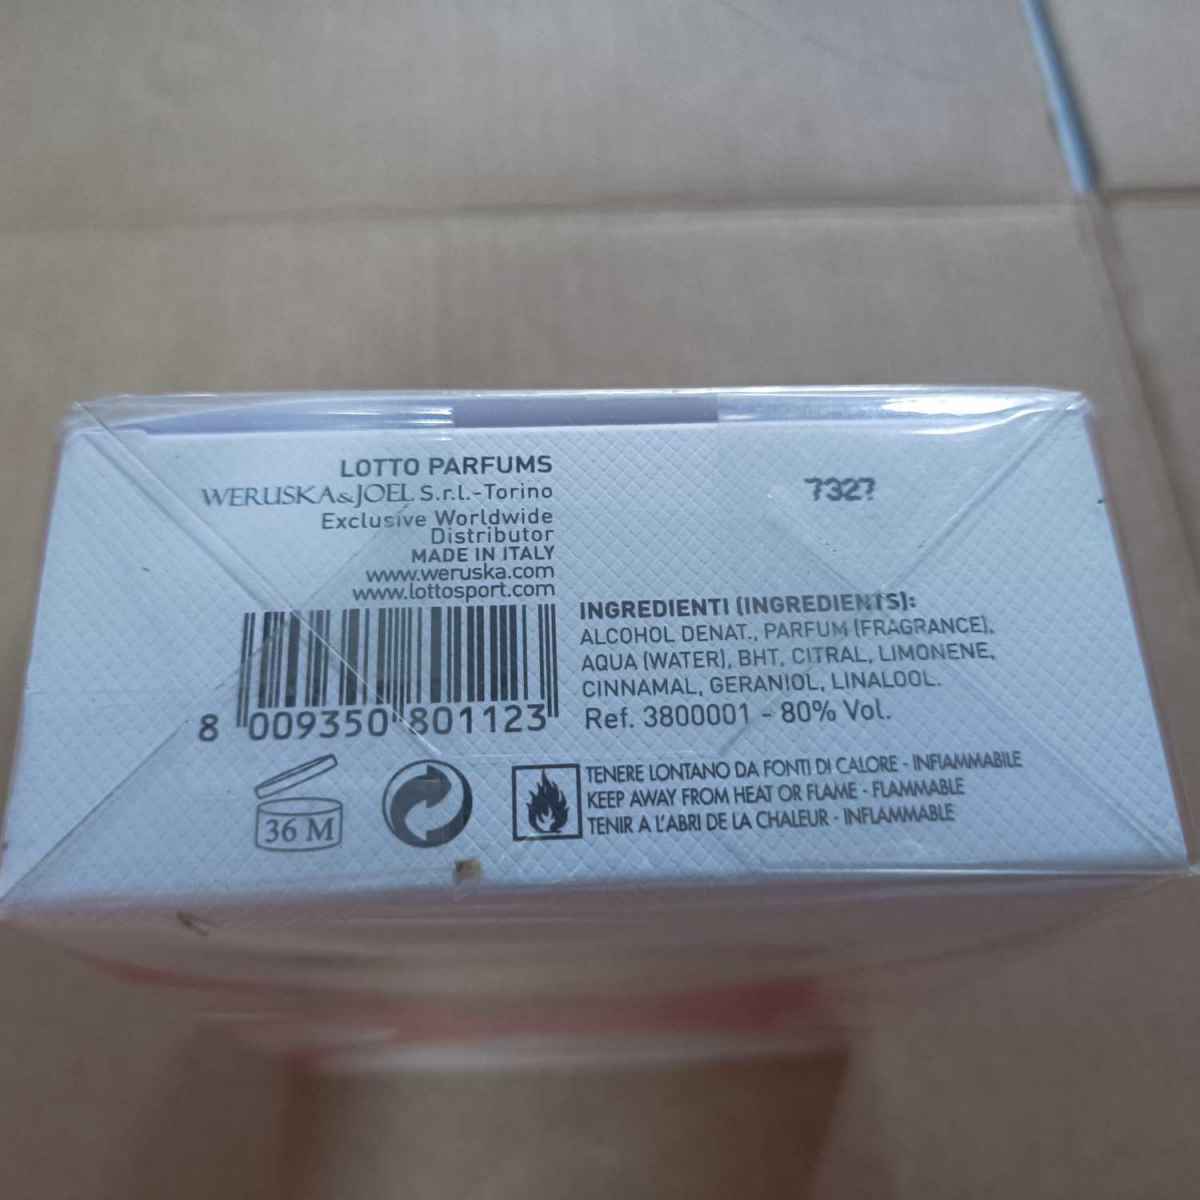 LOTTO PARFUMS
WERUSKA&JOEL S.r.l.-Torino
Exclusive Worldwide
Distributor
MADE IN ITALY
www.weruska.com
www.lottosport.com
8 009350 801123
36 M
7327
INGREDIENTI (INGREDIENTS):
ALCOHOL DENAT., PARFUM (FRAGRANCE),
AQUA (WATER), BHT, CITRAL, LIMONENE,
CINNAMAL, GERANIOL, LINALOOL.
Ref. 3800001 - 80% Vol.
TENERE LONTANO DA FONTI DI CALORE - INFIAMMABILE
KEEP AWAY FROM HEAT OR FLAME - FLAMMABLE
TENIR A L'ABRI DE LA CHALEUR - INFLAMMABLE